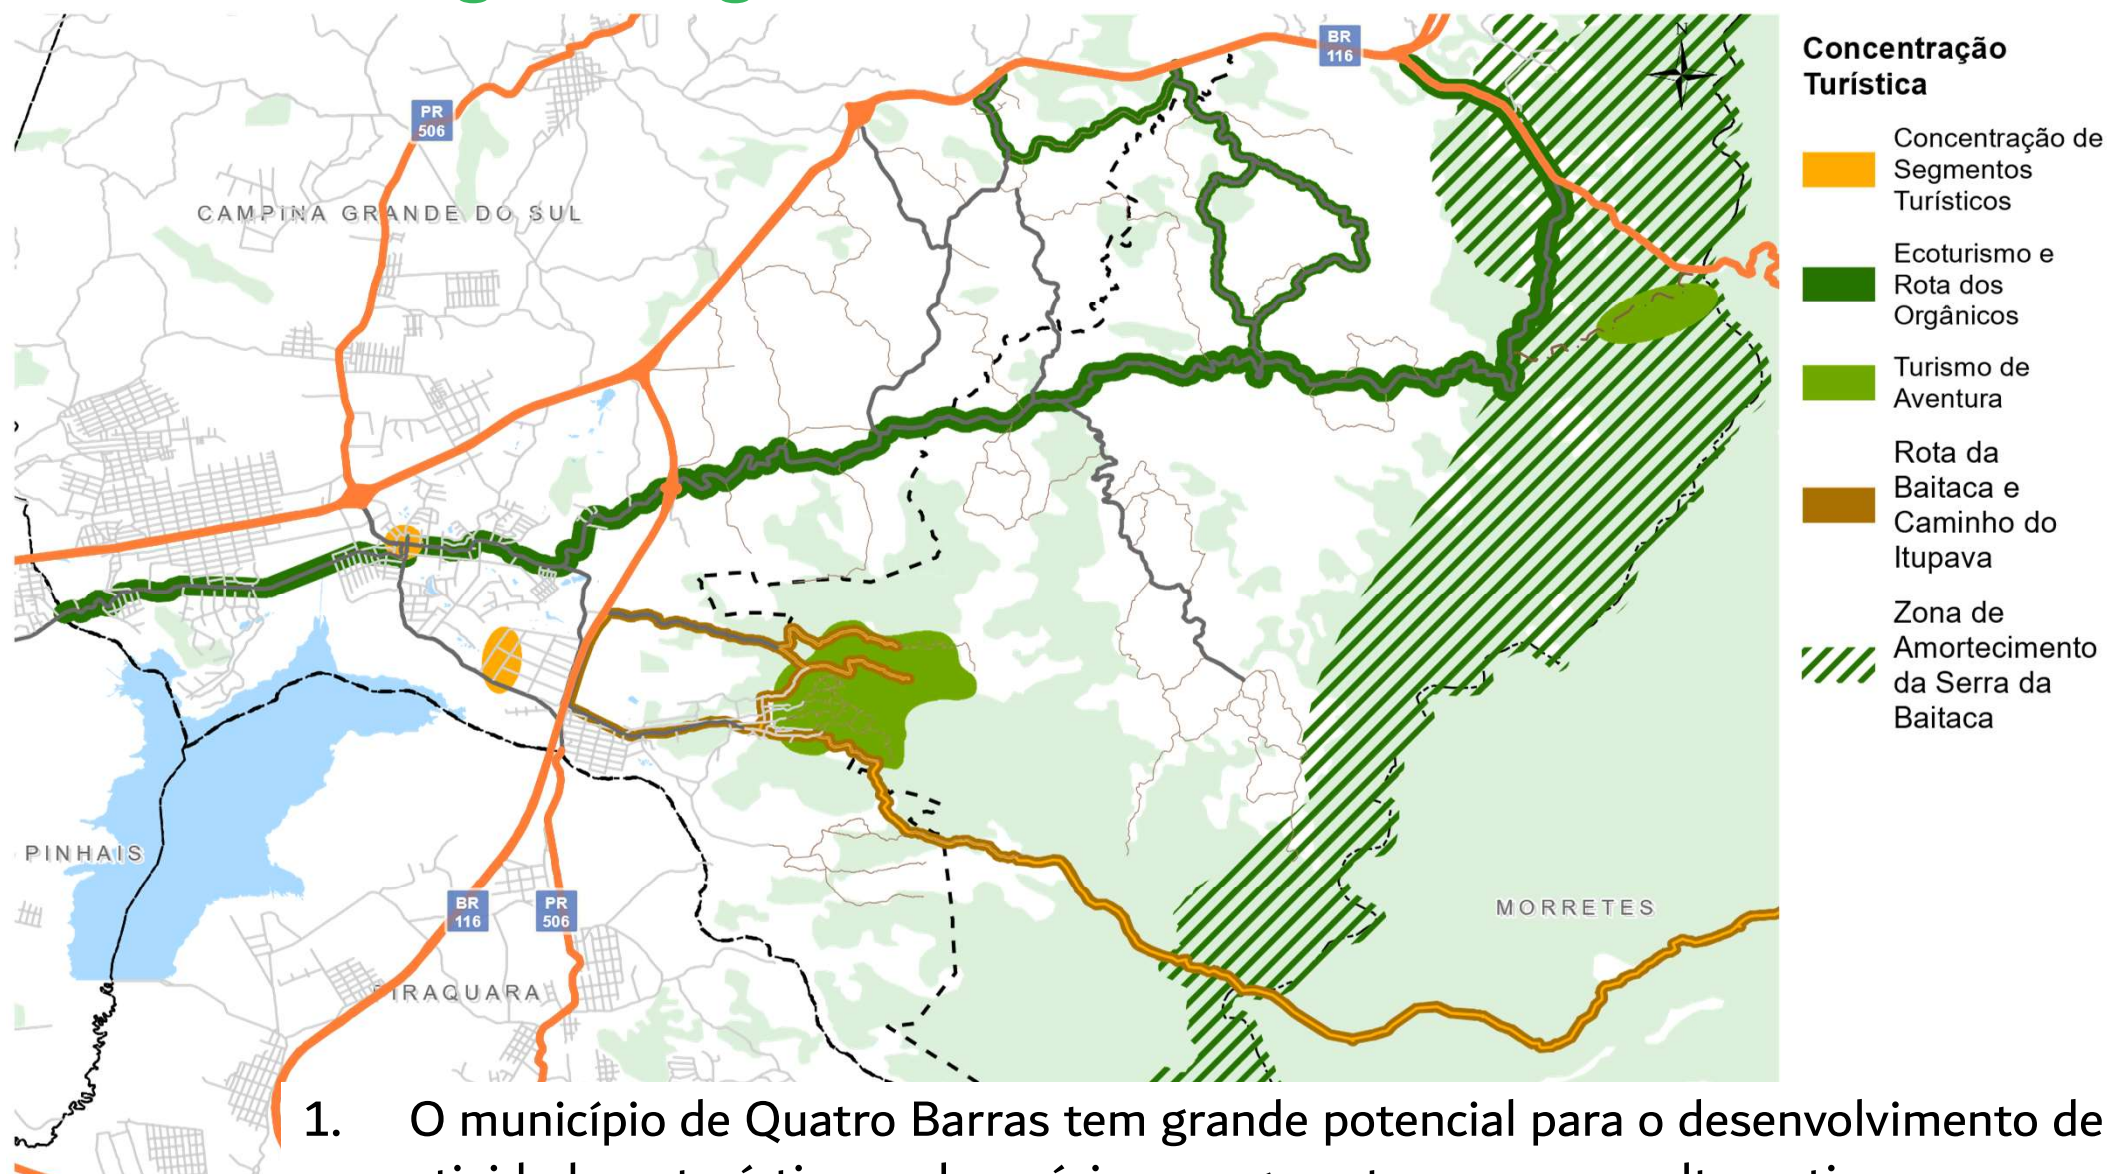 BR
116
N
PR
506
CAMPINA GRANDE DO SUL
PINHAIS
BR
116
PR
506
MORRETES
PIRAQUARA
Concentração
Turística
Concentração de
Segmentos
Turísticos
Ecoturismo e
Rota dos
Orgânicos
Turismo de
Aventura
Rota da
Baitaca e
Caminho do
Itupava
Zona de
Amortecimento
da Serra da
Baitaca
1. O município de Quatro Barras tem grande potencial para o desenvolvimento de